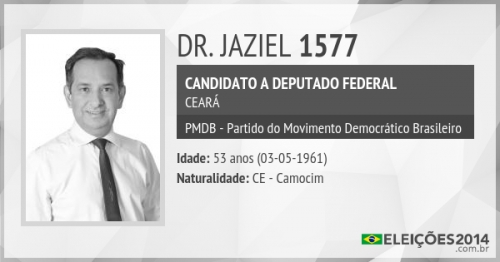 DR. JAZIEL 1577
CANDIDATO A DEPUTADO FEDERAL
CEARÁ
PMDB - Partido do Movimento Democrático Brasileiro
Idade: 53 anos (03-05-1961)
Naturalidade: CE - Camocim
ELEIÇÕES2014
.com.br